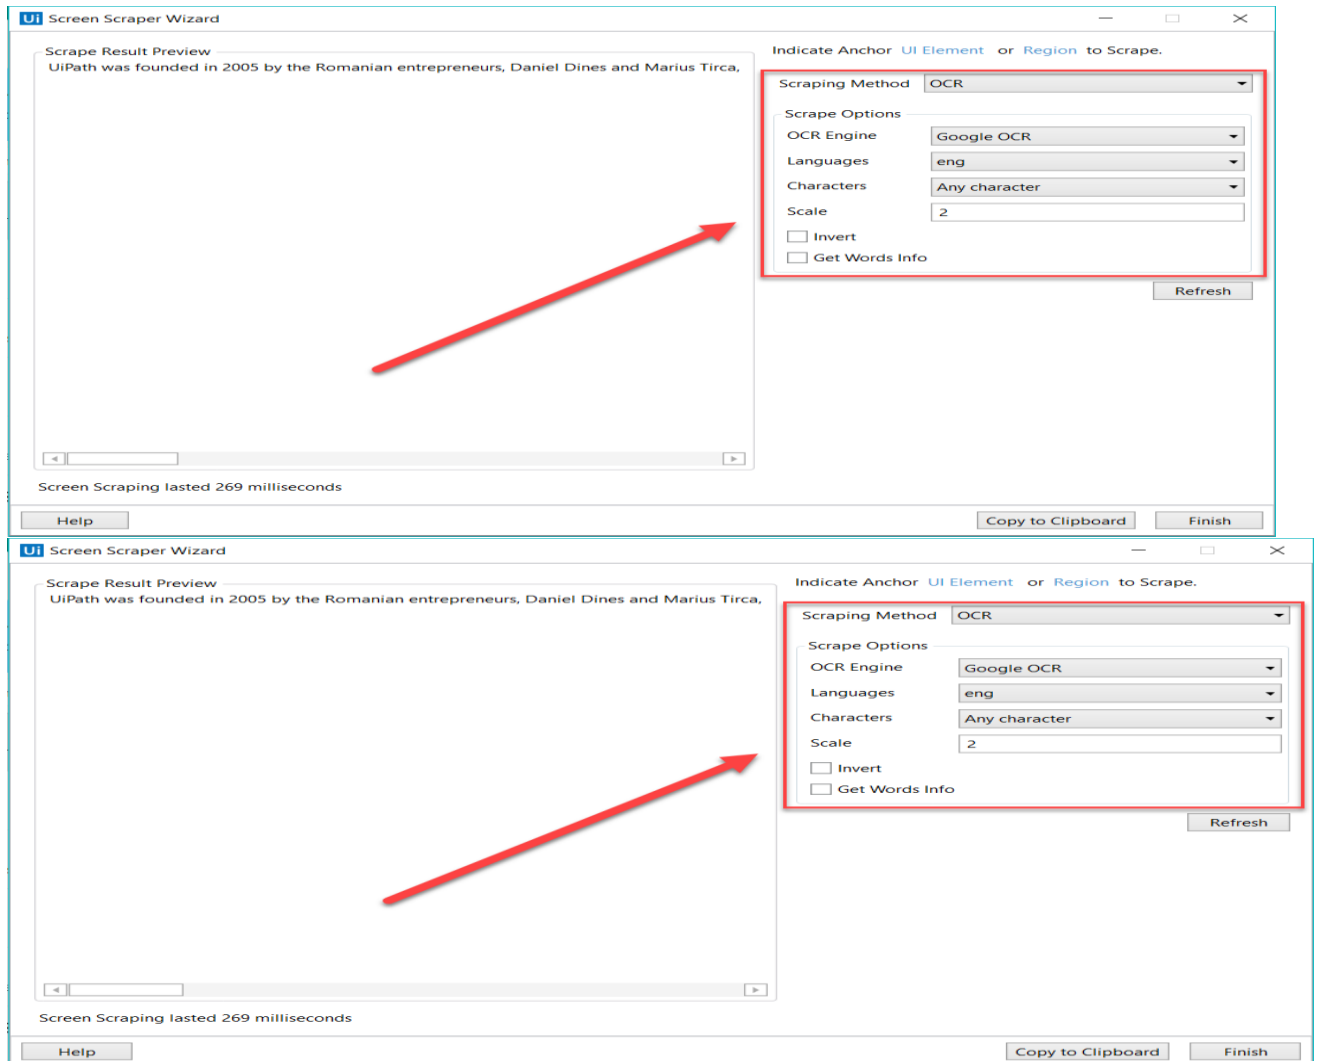 Ui Screen Scraper Wizard
Scrape Result Preview
UiPath was founded in 2005 by the Romanian entrepreneurs, Daniel Dines and Marius Tirca,
Indicate Anchor UI Element or Region to Scrape.
Scraping Method OCR
Scrape Options
OCR Engine Google OCR
Languages eng
Characters Any character
Scale 2
Invert
Get Words Info
Refresh
Screen Scraping lasted 269 milliseconds
Help Copy to Clipboard Finish
Ui Screen Scraper Wizard
Scrape Result Preview
UiPath was founded in 2005 by the Romanian entrepreneurs, Daniel Dines and Marius Tirca,
Indicate Anchor UI Element or Region to Scrape.
Scraping Method OCR
Scrape Options
OCR Engine Google OCR
Languages eng
Characters Any character
Scale 2
Invert
Get Words Info
Refresh
Screen Scraping lasted 269 milliseconds
Help Copy to Clipboard Finish